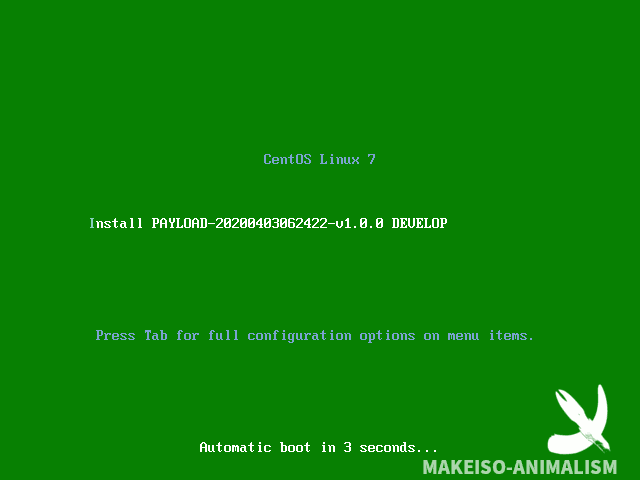 CentOS Linux 7
Install PAYLOAD-20200403062422-v1.0.0 DEVELOP
Press Tab for full configuration options on menu items.
Automatic boot in 3 seconds...
MAKEISO-ANIMALISM